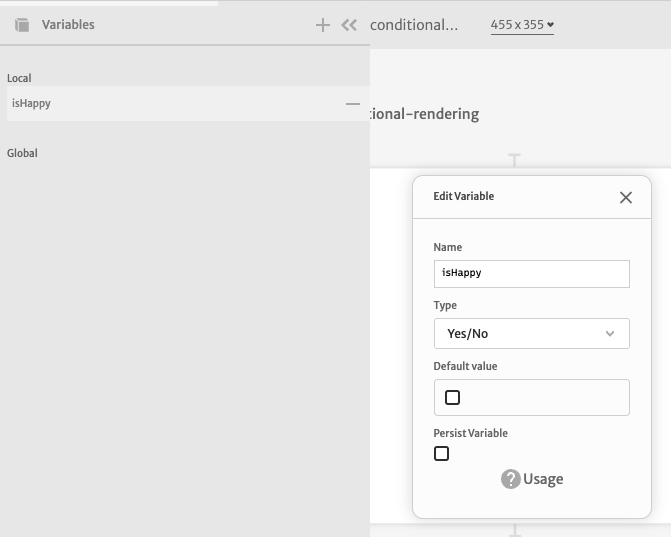 Variables
conditional...
455 x 355
Local
isHappy
Global
tional-rendering
Edit Variable
Name
isHappy
Type
Yes/No
Default value
Persist Variable
? Usage